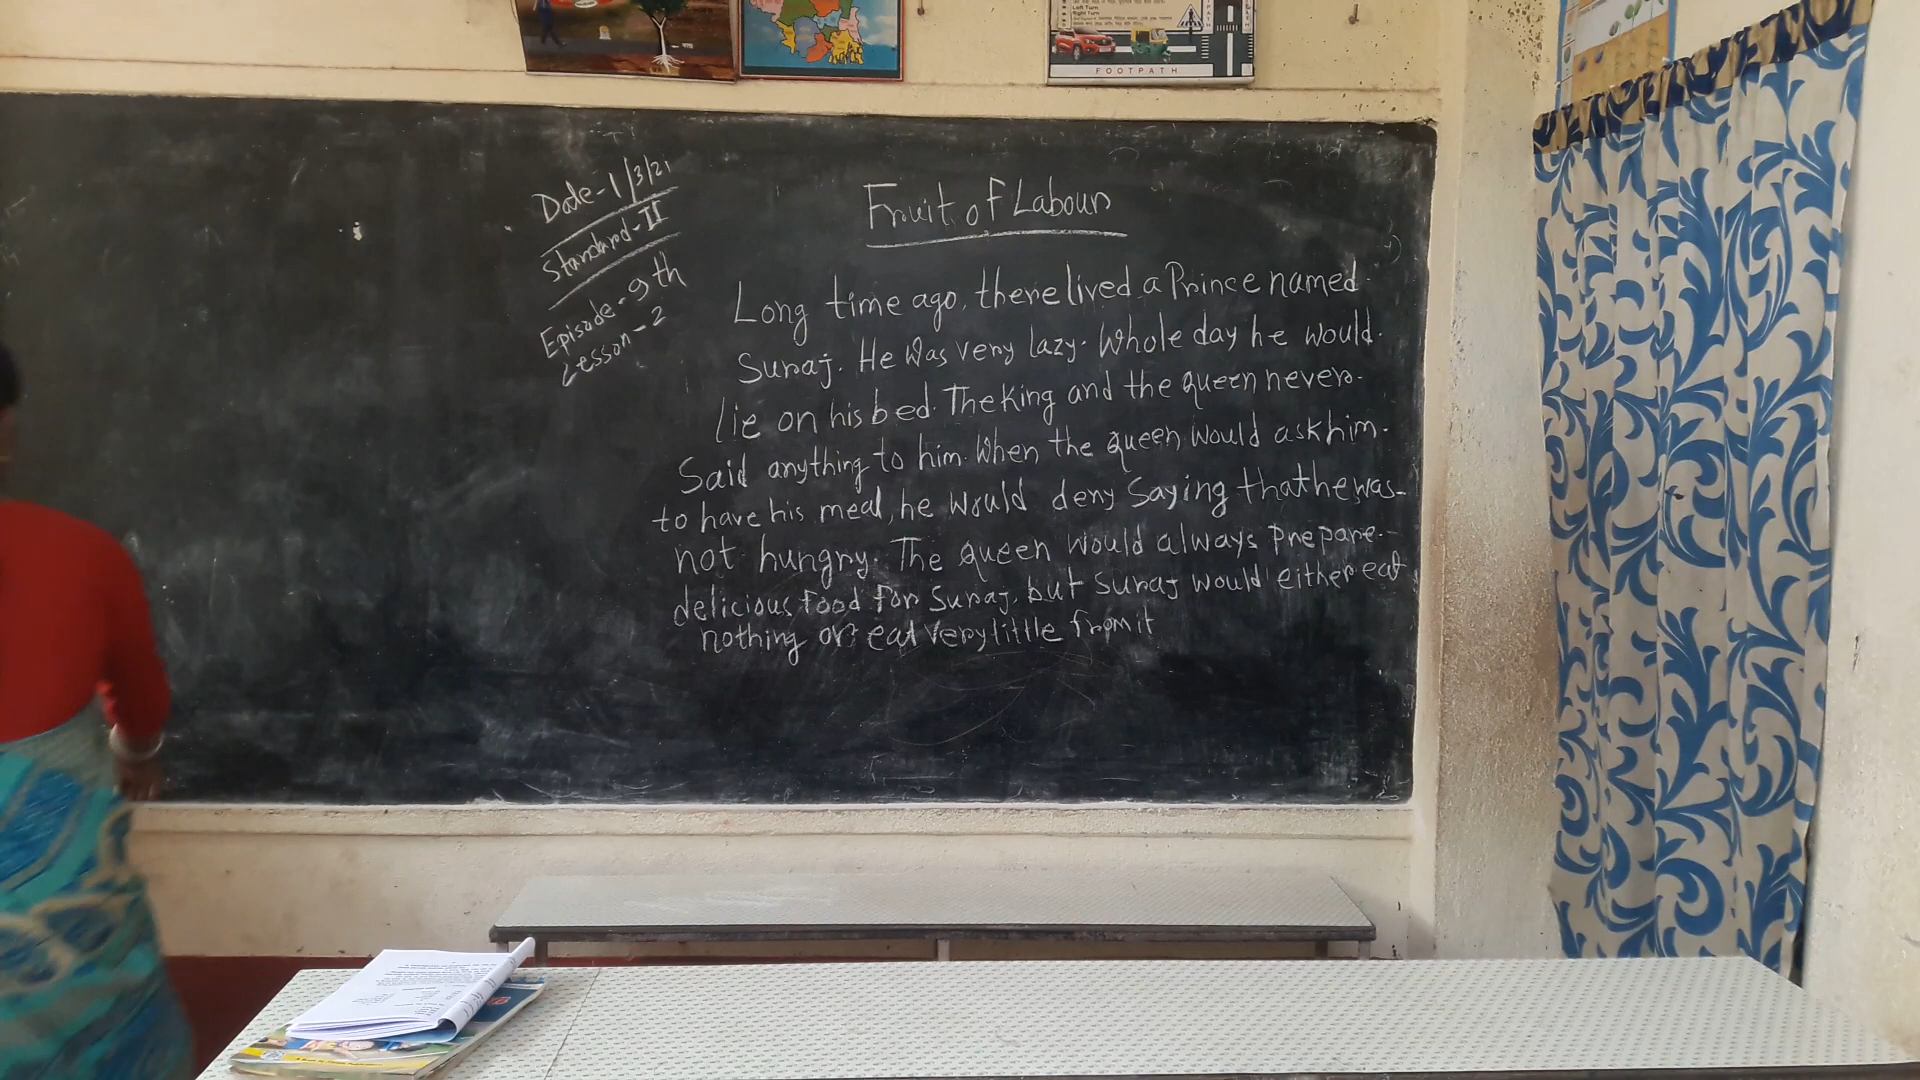 Left Turn
Right Turn
FOOTPATH
Date-1/3/21
Standard-II
Episode-9th
Lesson-2
Fruit of Labour
Long time ago, there lived a Prince named
Suraj. He was very lazy. Whole day he would
lie on his bed. The King and the queen never
Said anything to him. When the queen would ask him
to have his meal, he would deny Saying that he was
not hungry. The queen would always prepare
delicious food for Suraj, but Suraj would either eat
nothing or eat very little from it